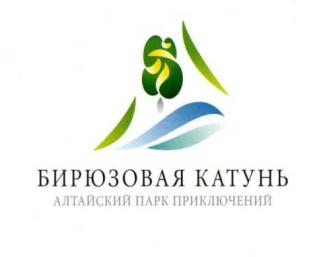 БИРЮЗОВАЯ КАТУНЬ
АЛТАЙСКИЙ ПАРК ПРИКЛЮЧЕНИЙ